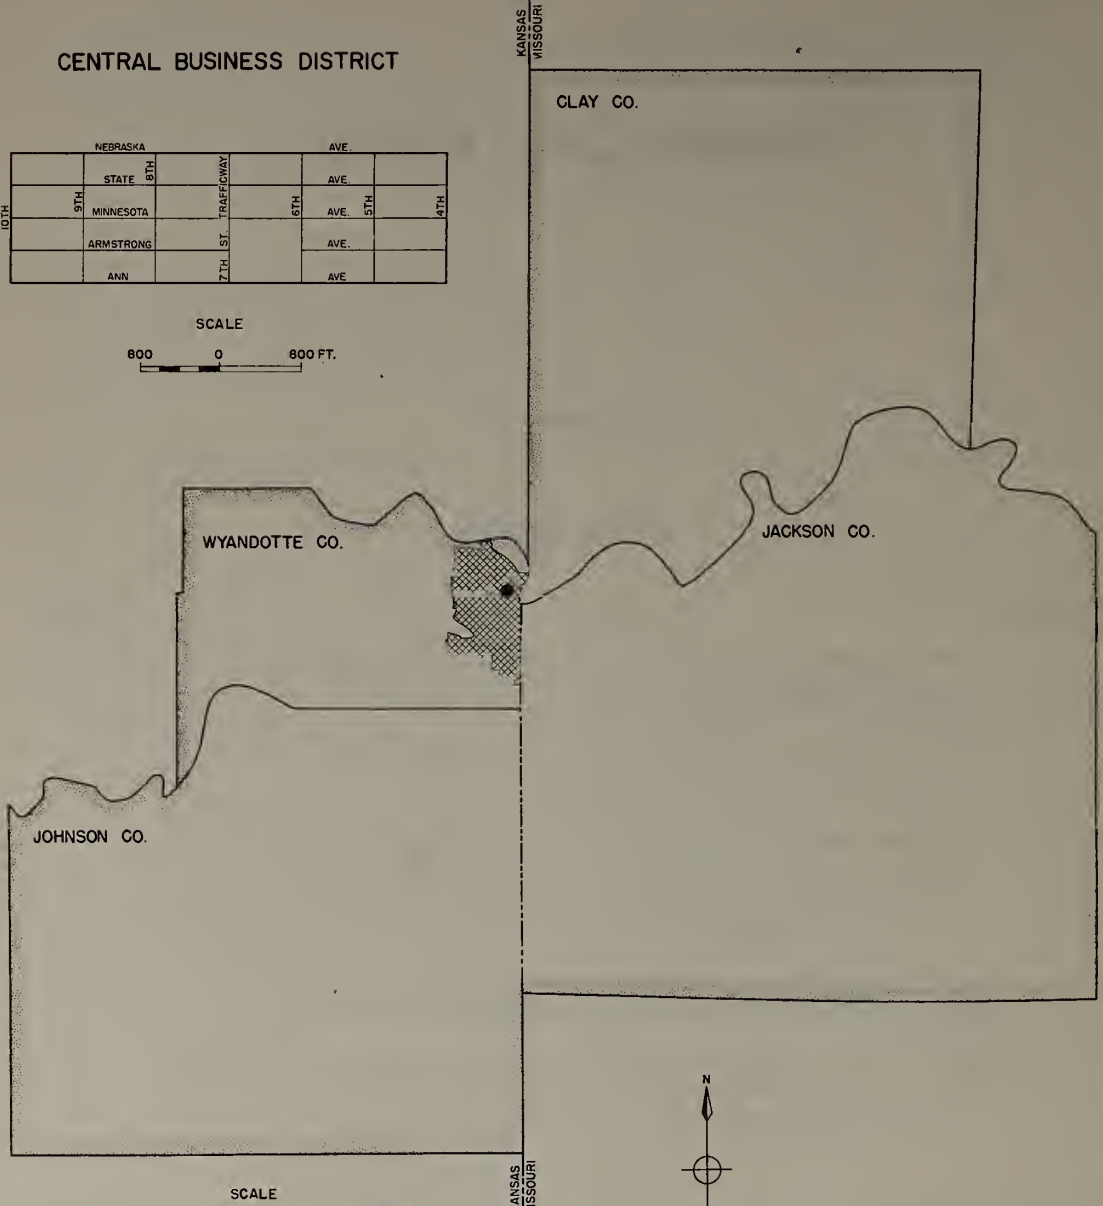 KANSAS
MISSOURI
CENTRAL BUSINESS DISTRICT
CLAY CO.
NEBRASKA AVE.
STATE AVE.
MINNESOTA AVE.
ARMSTRONG AVE.
ANN AVE
10TH
9TH
8TH
7TH ST. TRAFFICWAY
6TH
5TH
4TH
SCALE
800 0 800 FT.
WYANDOTTE CO.
JACKSON CO.
JOHNSON CO.
N
SCALE
ANSAS
ISSOURI